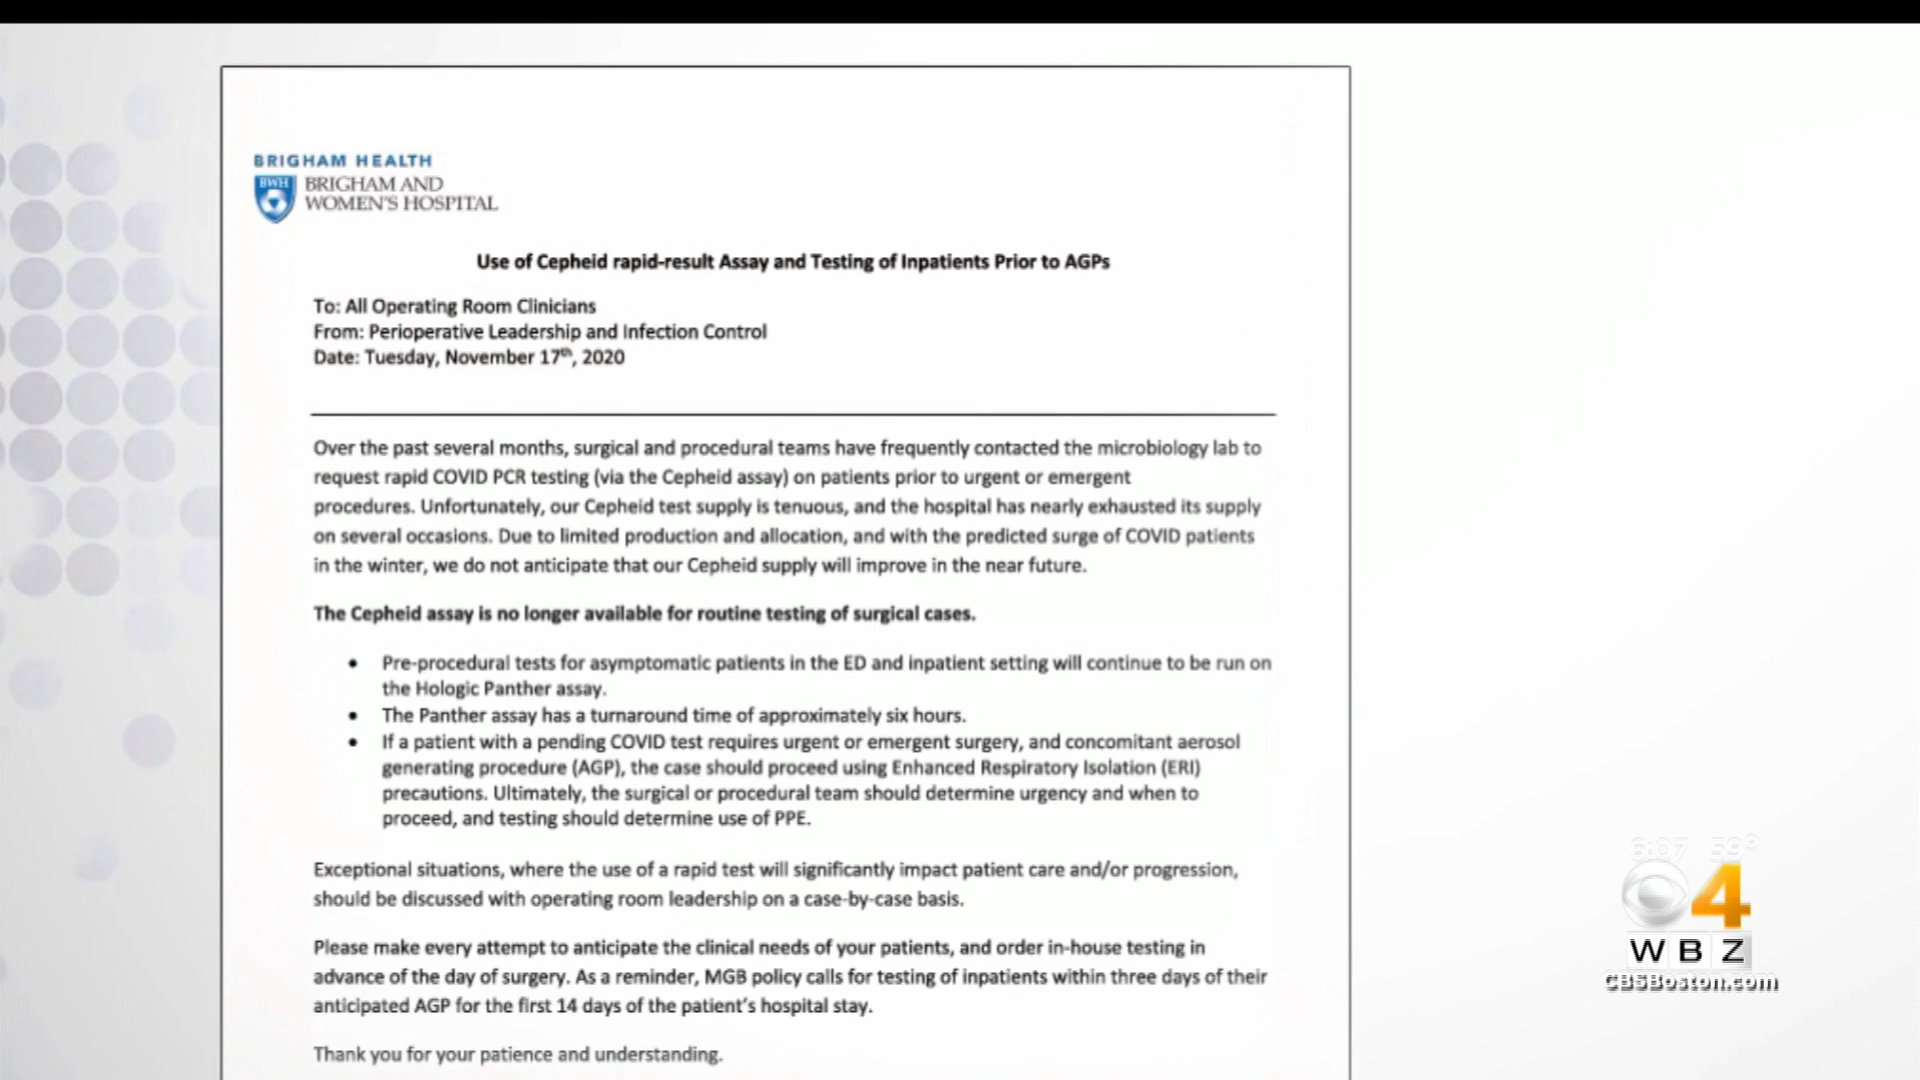 BRIGHAM HEALTH
BWH
BRIGHAM AND
WOMEN'S HOSPITAL
Use of Cepheid rapid-result Assay and Testing of Inpatients Prior to AGPs
To: All Operating Room Clinicians
From: Perioperative Leadership and Infection Control
Date: Tuesday, November 17th, 2020
Over the past several months, surgical and procedural teams have frequently contacted the microbiology lab to
request rapid COVID PCR testing (via the Cepheid assay) on patients prior to urgent or emergent
procedures. Unfortunately, our Cepheid test supply is tenuous, and the hospital has nearly exhausted its supply
on several occasions. Due to limited production and allocation, and with the predicted surge of COVID patients
in the winter, we do not anticipate that our Cepheid supply will improve in the near future.
The Cepheid assay is no longer available for routine testing of surgical cases.
• Pre-procedural tests for asymptomatic patients in the ED and inpatient setting will continue to be run on
the Hologic Panther assay.
• The Panther assay has a turnaround time of approximately six hours.
• If a patient with a pending COVID test requires urgent or emergent surgery, and concomitant aerosol
generating procedure (AGP), the case should proceed using Enhanced Respiratory Isolation (ERI)
precautions. Ultimately, the surgical or procedural team should determine urgency and when to
proceed, and testing should determine use of PPE.
Exceptional situations, where the use of a rapid test will significantly impact patient care and/or progression,
should be discussed with operating room leadership on a case-by-case basis.
Please make every attempt to anticipate the clinical needs of your patients, and order in-house testing in
advance of the day of surgery. As a reminder, MGB policy calls for testing of inpatients within three days of their
anticipated AGP for the first 14 days of the patient's hospital stay.
Thank you for your patience and understanding.
6:07 59°
4
WBZ
CBSBoston.com